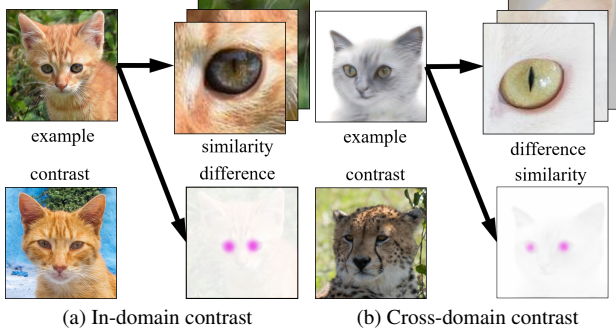 example
similarity
example
difference
contrast
difference
contrast
similarity
(a) In-domain contrast
(b) Cross-domain contrast